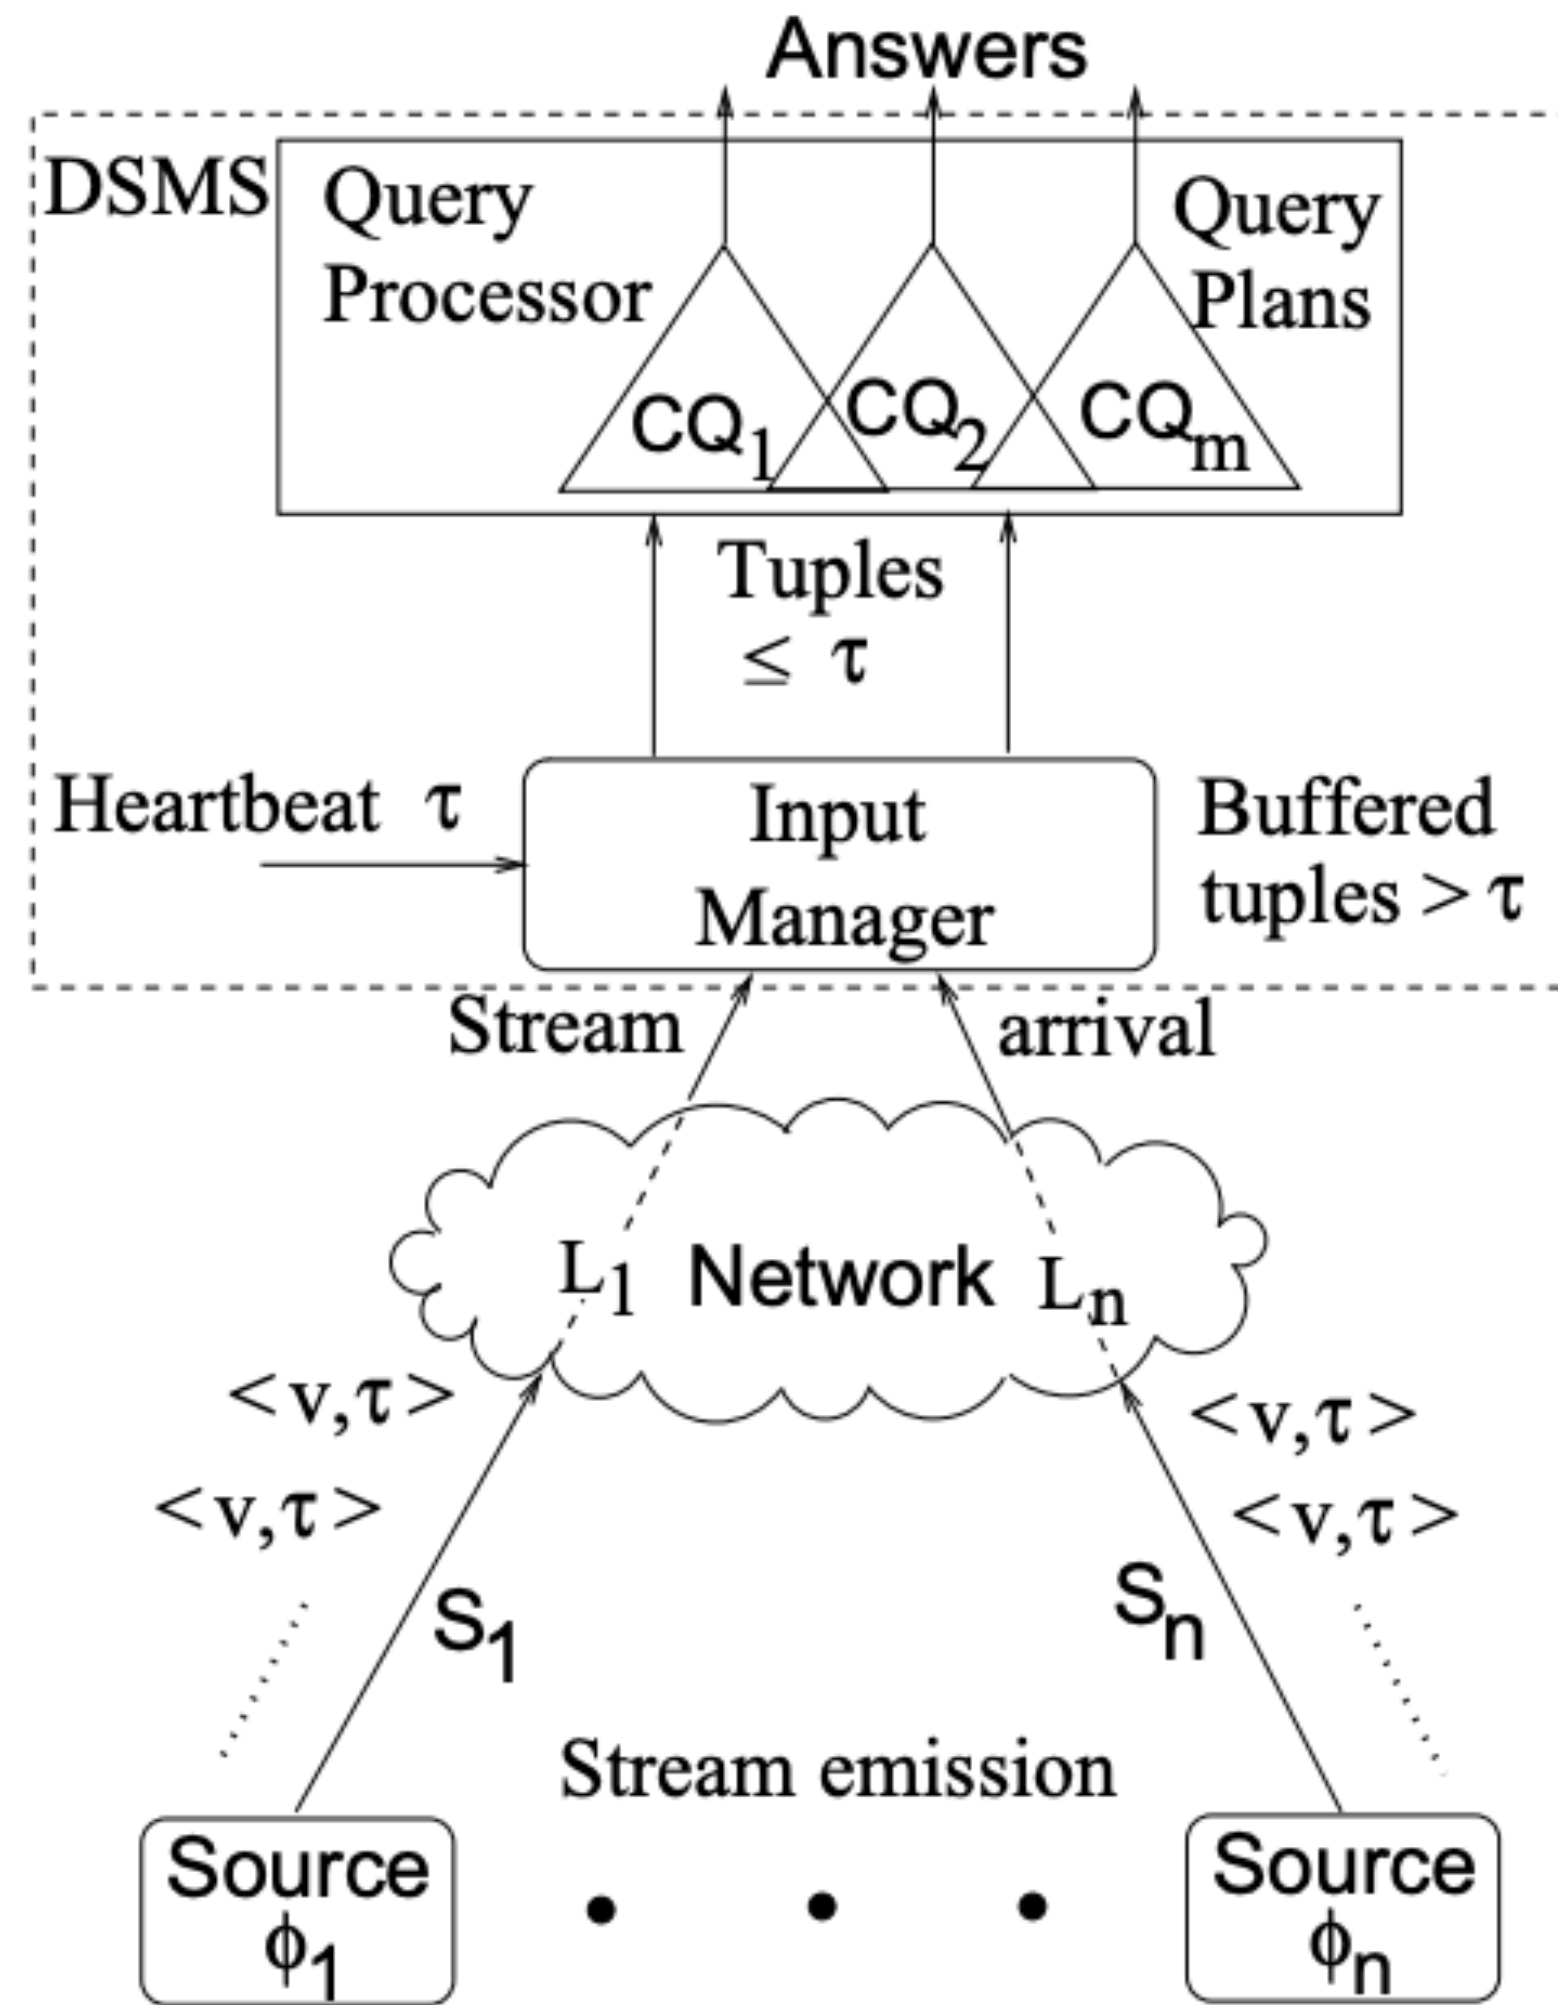 Answers
DSMS
Query
Processor
Query
Plans
CQ1
CQ2
CQm
Tuples
≤ τ
Heartbeat τ
Input
Manager
Buffered
tuples > τ
Stream
arrival
L1
Network
Ln
<v,τ>
<v,τ>
<v,τ>
<v,τ>
S1
Sn
Stream emission
Source
ϕ1
Source
ϕn